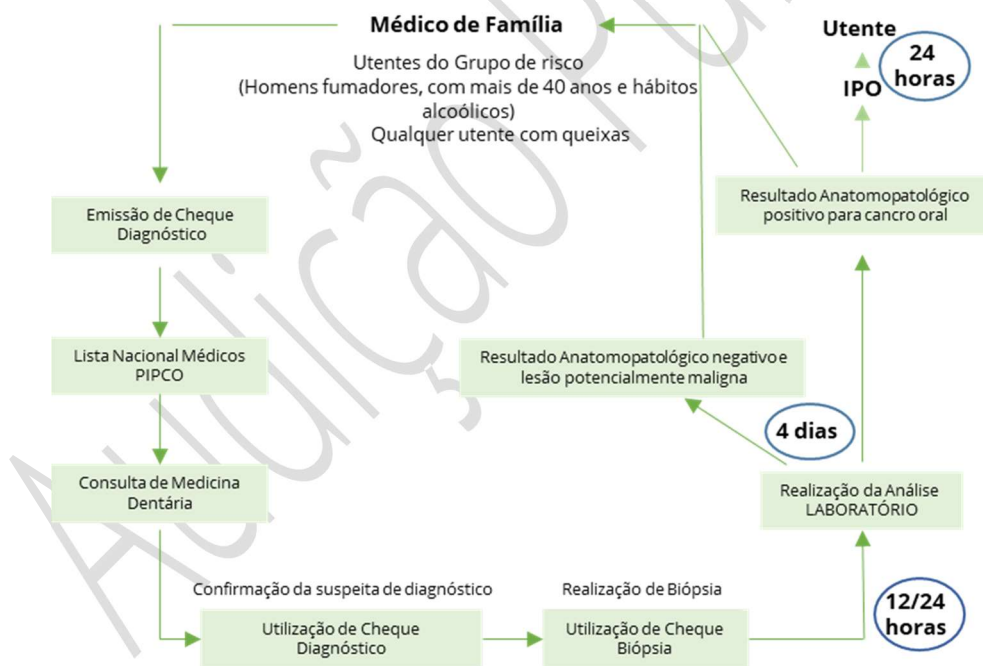 Médico de Família
Utentes do Grupo de risco
(Homens fumadores, com mais de 40 anos e hábitos
alcoólicos)
Qualquer utente com queixas
Utente
24
horas
IPO
Emissão de Cheque
Diagnóstico
Resultado Anatomopatológico
positivo para cancro oral
Lista Nacional Médicos
PIPCO
Resultado Anatomopatológico negativo e
lesão potencialmente maligna
4 dias
Consulta de Medicina
Dentária
Realização da Análise
LABORATÓRIO
Confirmação da suspeita de diagnóstico
Realização de Biópsia
12/24
horas
Utilização de Cheque
Diagnóstico
Utilização de Cheque
Biópsia
Audição